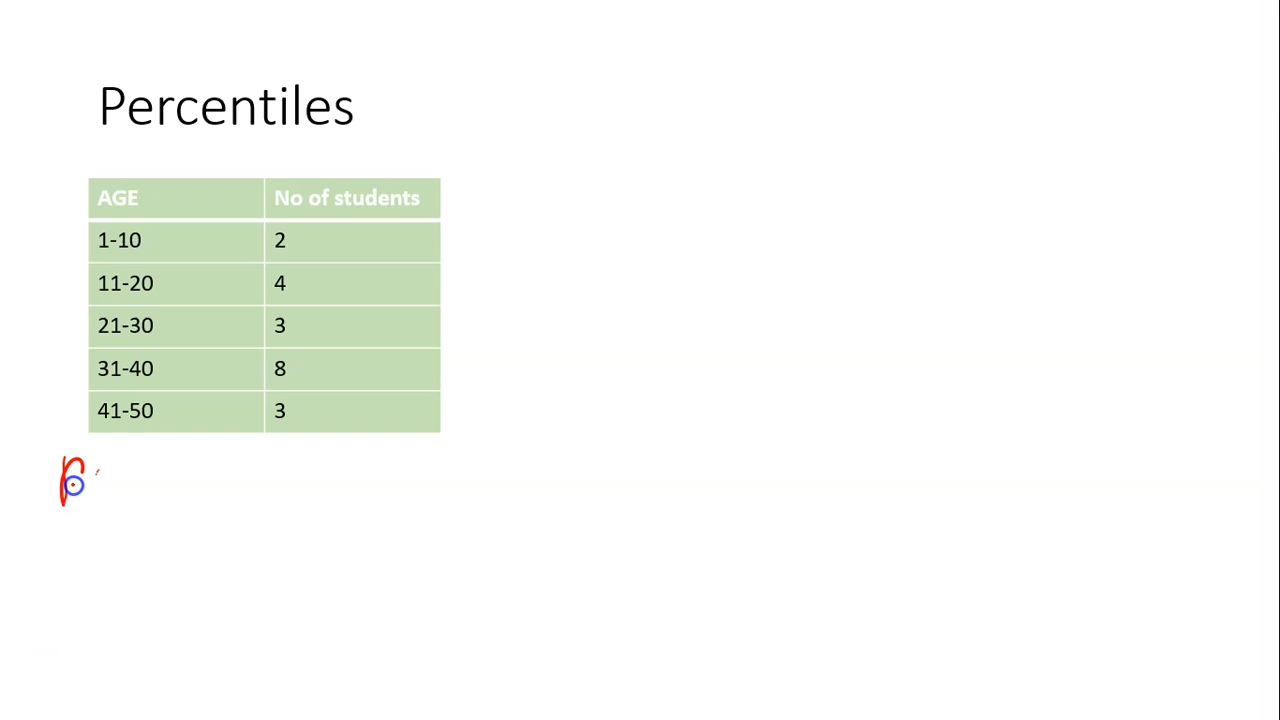 Percentiles
AGE No of students
1-10 2
11-20 4
21-30 3
31-40 8
41-50 3